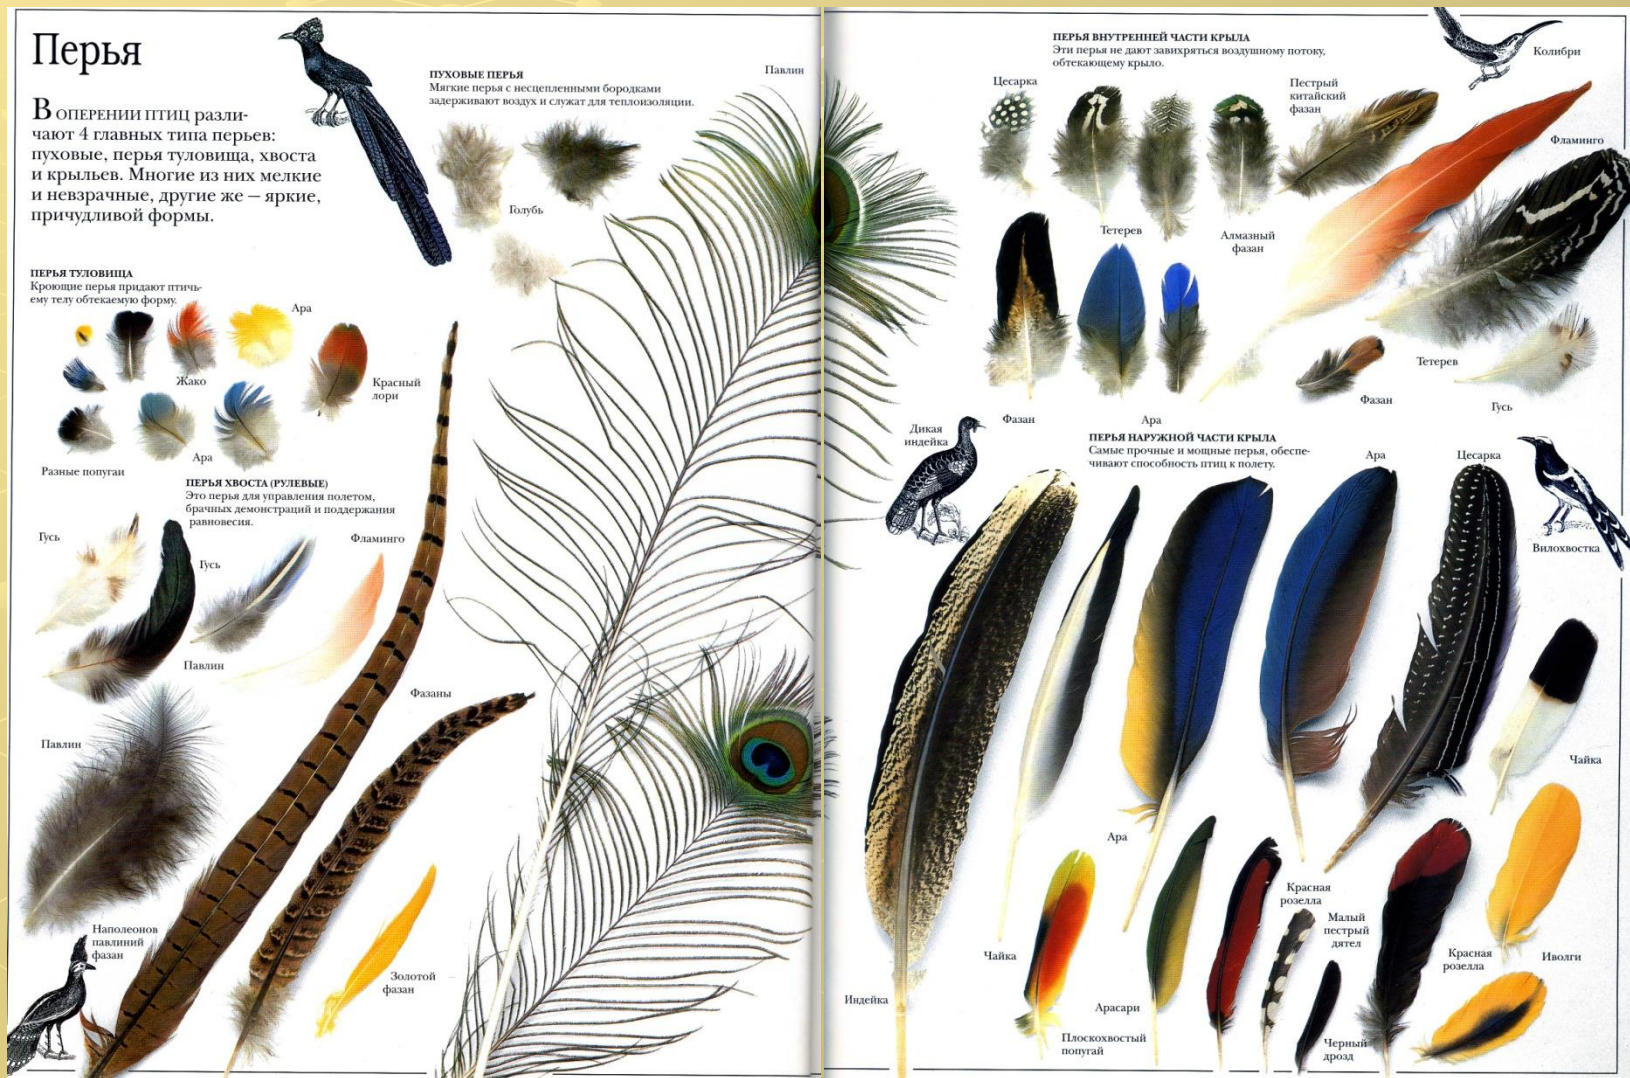 Перья
В ОПЕРЕНИИ ПТИЦ разли-
чают 4 главных типа перьев:
пуховые, перья туловища, хвоста
и крыльев. Многие из них мелкие
и невзрачные, другие же — яркие,
причудливой формы.
ПУХОВЫЕ ПЕРЬЯ
Мягкие перья с несцепленными бородками
задерживают воздух и служат для теплоизоляции.
Павлин
Голубь
ПЕРЬЯ ТУЛОВИЩА
Кроющие перья придают птичь-
ему телу обтекаемую форму.
Ара
Жако
Красный
лори
Ара
Разные попугаи
ПЕРЬЯ ХВОСТА (РУЛЕВЫЕ)
Это перья для управления полетом,
брачных демонстраций и поддержания
равновесия.
Гусь
Гусь
Фламинго
Павлин
Фазаны
Павлин
Наполеонов
павлиний
фазан
Золотой
фазан
ПЕРЬЯ ВНУТРЕННЕЙ ЧАСТИ КРЫЛА
Эти перья не дают завихряться воздушному потоку,
обтекающему крыло.
Колибри
Цесарка
Пестрый
китайский
фазан
Фламинго
Тетерев
Алмазный
фазан
Тетерев
Фазан
Гусь
Фазан
Ара
Дикая
индейка
ПЕРЬЯ НАРУЖНОЙ ЧАСТИ КРЫЛА
Самые прочные и мощные перья, обеспе-
чивают способность птиц к полету.
Ара
Цесарка
Вилохвостка
Чайка
Ара
Красная
розелла
Малый
пестрый
дятел
Чайка
Красная
розелла
Иволги
Индейка
Арасари
Плоскохвостый
попугай
Черный
дрозд